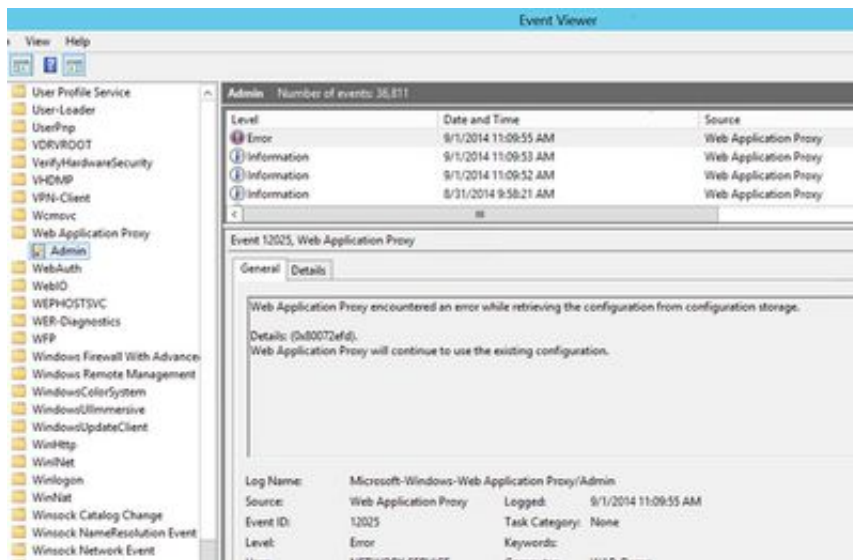 Event Viewer
View Help
User Profile Service
User-Loader
UserPnp
VDRVROOT
VerifyHardwareSecurity
VHDMP
VPN-Client
Wcmsvc
Web Application Proxy
Admin
WebAuth
WebIO
WEPHOSTSVC
WER-Diagnostics
WFP
Windows Firewall With Advance
Windows Remote Management
WindowsColorSystem
WindowsUIImmersive
WindowsUpdateClient
WinHttp
WinINet
Winlogon
WinNat
Winsock Catalog Change
Winsock NameResolution Event
Winsock Network Event
Admin Number of events: 36,811
Level Date and Time Source
Error 9/1/2014 11:09:55 AM Web Application Proxy
Information 9/1/2014 11:09:53 AM Web Application Proxy
Information 9/1/2014 11:09:52 AM Web Application Proxy
Information 8/31/2014 9:58:21 AM Web Application Proxy
Event 12025, Web Application Proxy
General Details
Web Application Proxy encountered an error while retrieving the configuration from configuration storage.
Details: (0x80072efd).
Web Application Proxy will continue to use the existing configuration.
Log Name: Microsoft-Windows-Web Application Proxy/Admin
Source: Web Application Proxy Logged: 9/1/2014 11:09:55 AM
Event ID: 12025 Task Category: None
Level: Error Keywords: